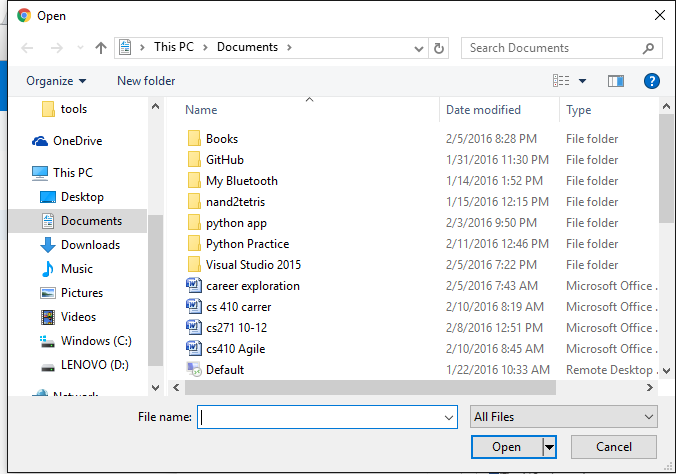 Open
This PC > Documents >
Search Documents
Organize New folder
Name Date modified Type
tools
OneDrive
This PC
Desktop
Documents
Downloads
Music
Pictures
Videos
Windows (C:)
LENOVO (D:)
Network
Books 2/5/2016 8:28 PM File folder
GitHub 1/31/2016 11:30 PM File folder
My Bluetooth 1/14/2016 1:52 PM File folder
nand2tetris 1/15/2016 12:15 PM File folder
python app 2/3/2016 9:50 PM File folder
Python Practice 2/11/2016 12:46 PM File folder
Visual Studio 2015 2/5/2016 7:22 PM File folder
career exploration 2/5/2016 7:43 AM Microsoft Office .
cs 410 carrer 2/10/2016 8:19 AM Microsoft Office .
cs271 10-12 2/8/2016 12:51 PM Microsoft Office .
cs410 Agile 2/10/2016 8:45 AM Microsoft Office .
Default 1/22/2016 10:33 AM Remote Desktop .
File name: All Files
Open Cancel